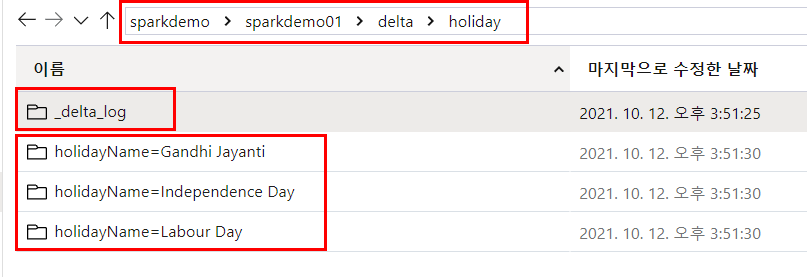 sparkdemo > sparkdemo01 > delta > holiday
이름 마지막으로 수정한 날짜
_delta_log 2021. 10. 12. 오후 3:51:25
holidayName=Gandhi Jayanti 2021. 10. 12. 오후 3:51:30
holidayName=Independence Day 2021. 10. 12. 오후 3:51:30
holidayName=Labour Day 2021. 10. 12. 오후 3:51:30